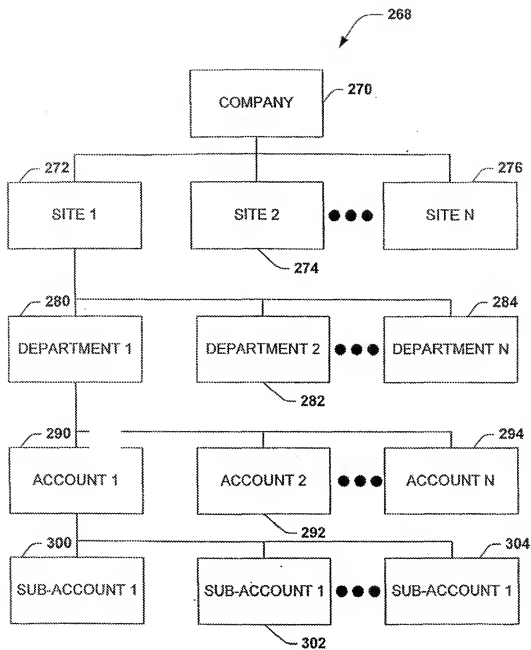 268
COMPANY
270
272
276
SITE 1
SITE 2
SITE N
274
280
284
DEPARTMENT 1
DEPARTMENT 2
DEPARTMENT N
282
290
294
ACCOUNT 1
ACCOUNT 2
ACCOUNT N
292
300
304
SUB-ACCOUNT 1
SUB-ACCOUNT 1
SUB-ACCOUNT 1
302